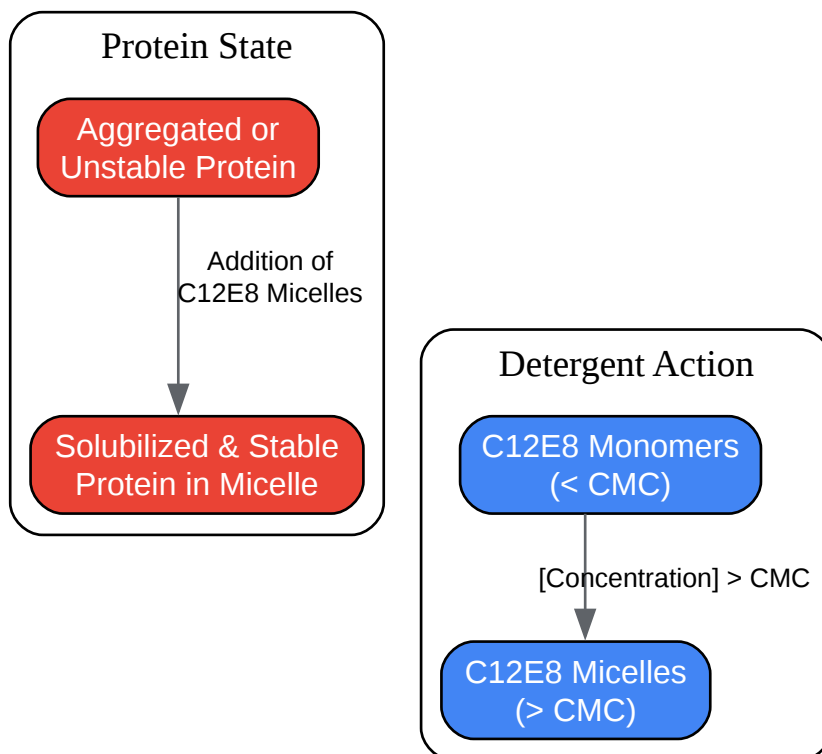 Protein State
Aggregated or
Unstable Protein
Addition of
C12E8 Micelles
Solubilized & Stable
Protein in Micelle
Detergent Action
C12E8 Monomers
(< CMC)
[Concentration] > CMC
C12E8 Micelles
(> CMC)